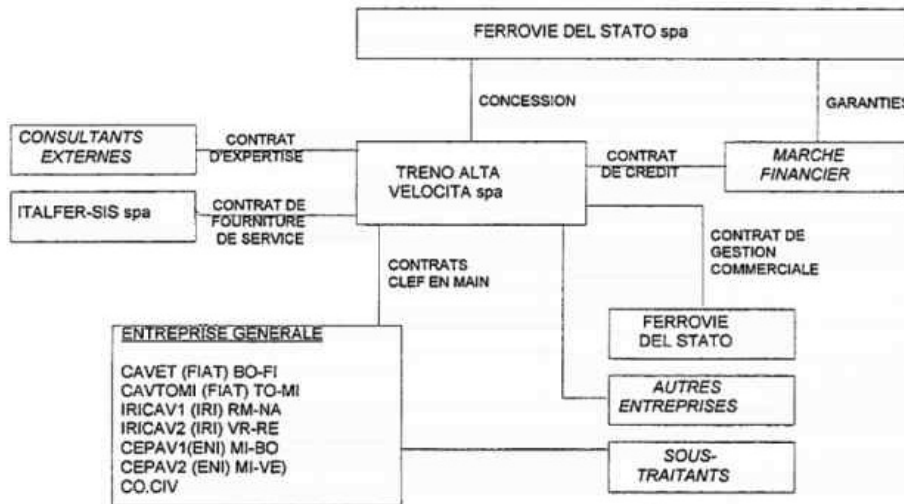 FERROVIE DEL STATO spa
CONCESSION
GARANTIES
CONSULTANTS
EXTERNES
CONTRAT
D'EXPERTISE
TRENO ALTA
VELOCITA spa
CONTRAT
DE CREDIT
MARCHE
FINANCIER
ITALFER-SIS spa
CONTRAT DE
FOURNITURE
DE SERVICE
CONTRAT DE
GESTION
COMMERCIALE
CONTRATS
CLEF EN MAIN
FERROVIE
DEL STATO
ENTREPRISE GENERALE
CAVET (FIAT) BO-FI
CAVTOMI (FIAT) TO-MI
IRICAV1 (IRI) RM-NA
IRICAV2 (IRI) VR-RE
CEPAV1(ENI) MI-BO
CEPAV2 (ENI) MI-VE)
CO.CIV
AUTRES
ENTREPRISES
SOUS-
TRAITANTS